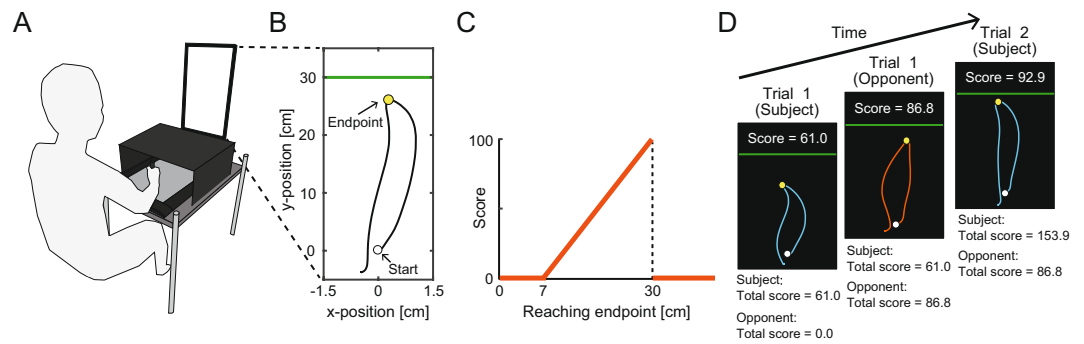 A
B
30
20
10
0
y-position [cm]
Endpoint
Start
-1.5
0
1.5
x-position [cm]
C
100
50
0
Score
0
7
30
Reaching endpoint [cm]
D
Time
Trial 1
(Subject)
Score = 61.0
Subject:
Total score = 61.0
Opponent:
Total score = 0.0
Trial 1
(Opponent)
Score = 86.8
Subject:
Total score = 61.0
Opponent:
Total score = 86.8
Trial 2
(Subject)
Score = 92.9
Subject:
Total score = 153.9
Opponent:
Total score = 86.8